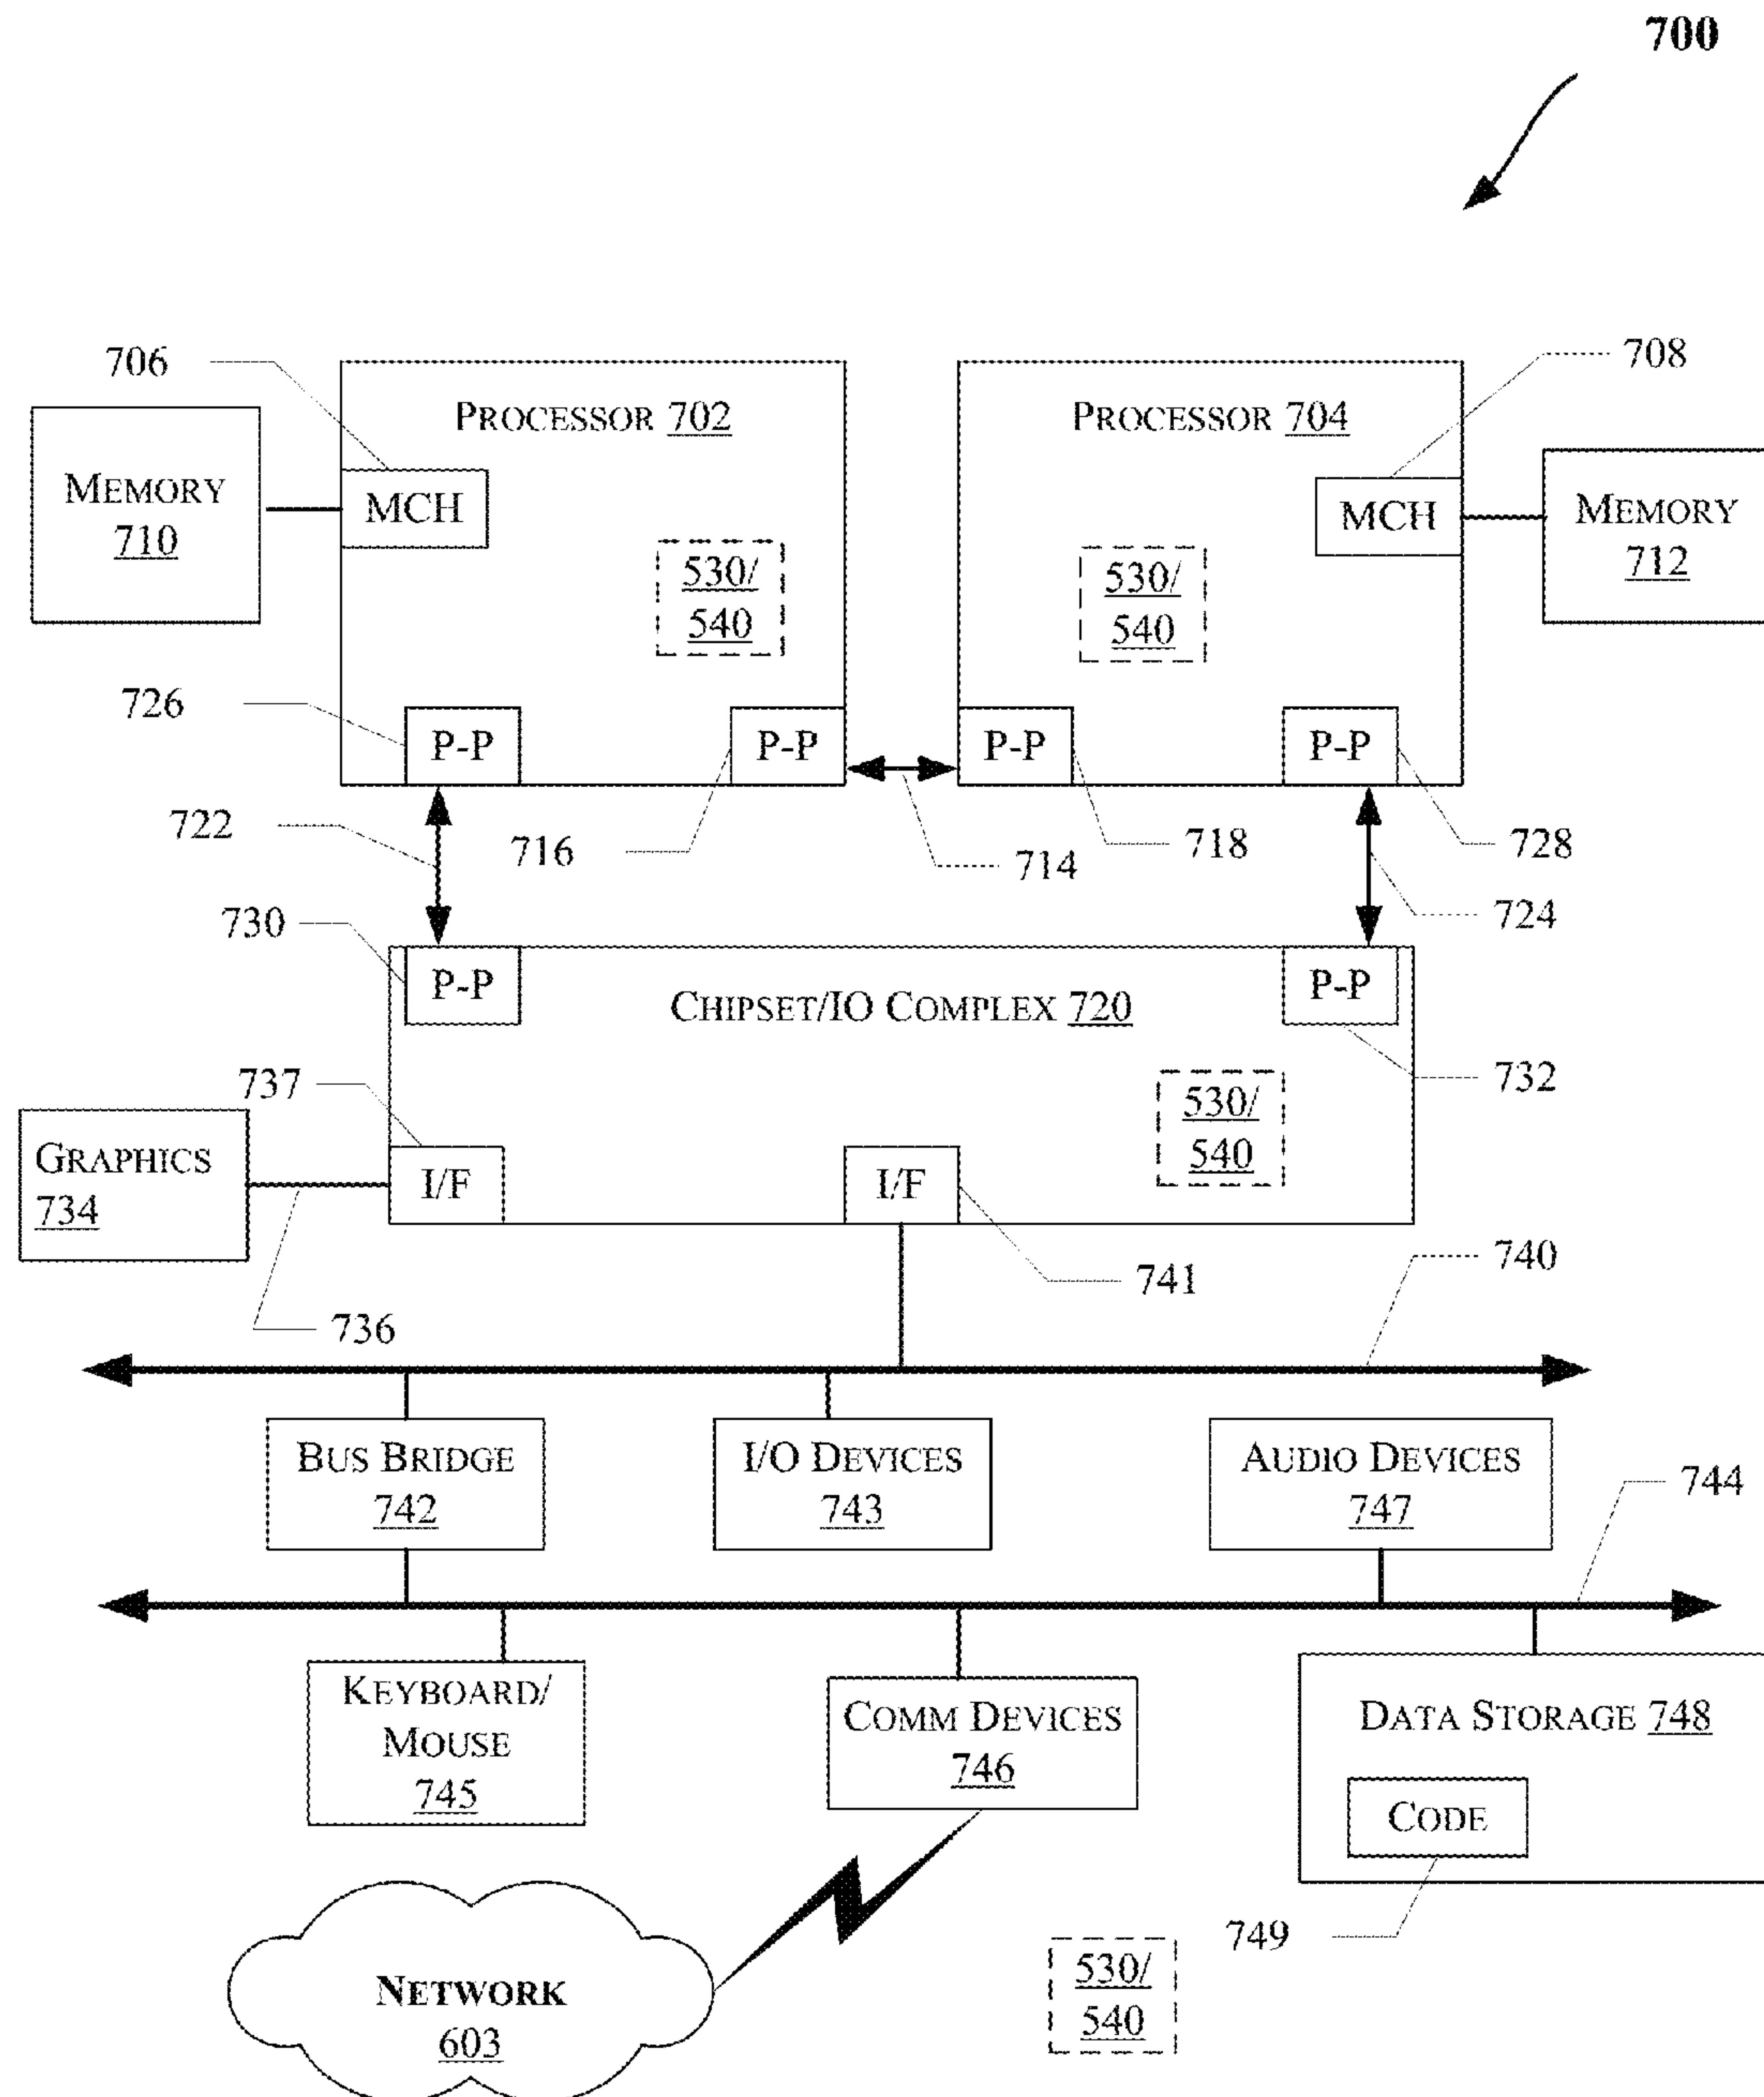 700
706
708
PROCESSOR 702
PROCESSOR 704
MEMORY
710
MCH
MCH
MEMORY
712
530/
540
530/
540
726
P-P
P-P
P-P
P-P
722
716
714
718
728
724
730
P-P
CHIPSET/IO COMPLEX 720
P-P
732
737
530/
540
GRAPHICS
734
I/F
I/F
741
740
736
BUS BRIDGE
742
I/O DEVICES
743
AUDIO DEVICES
747
744
KEYBOARD/
MOUSE
745
COMM DEVICES
746
DATA STORAGE 748
CODE
749
NETWORK
603
530/
540